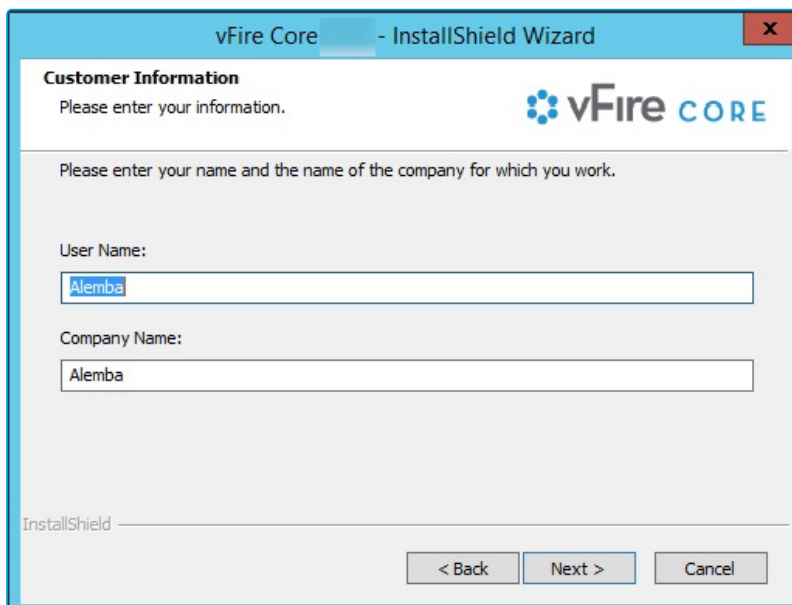 vFire Core - InstallShield Wizard
x
Customer Information
Please enter your information.
vFire CORE
Please enter your name and the name of the company for which you work.
User Name:
Alemba
Company Name:
Alemba
InstallShield
< Back Next > Cancel